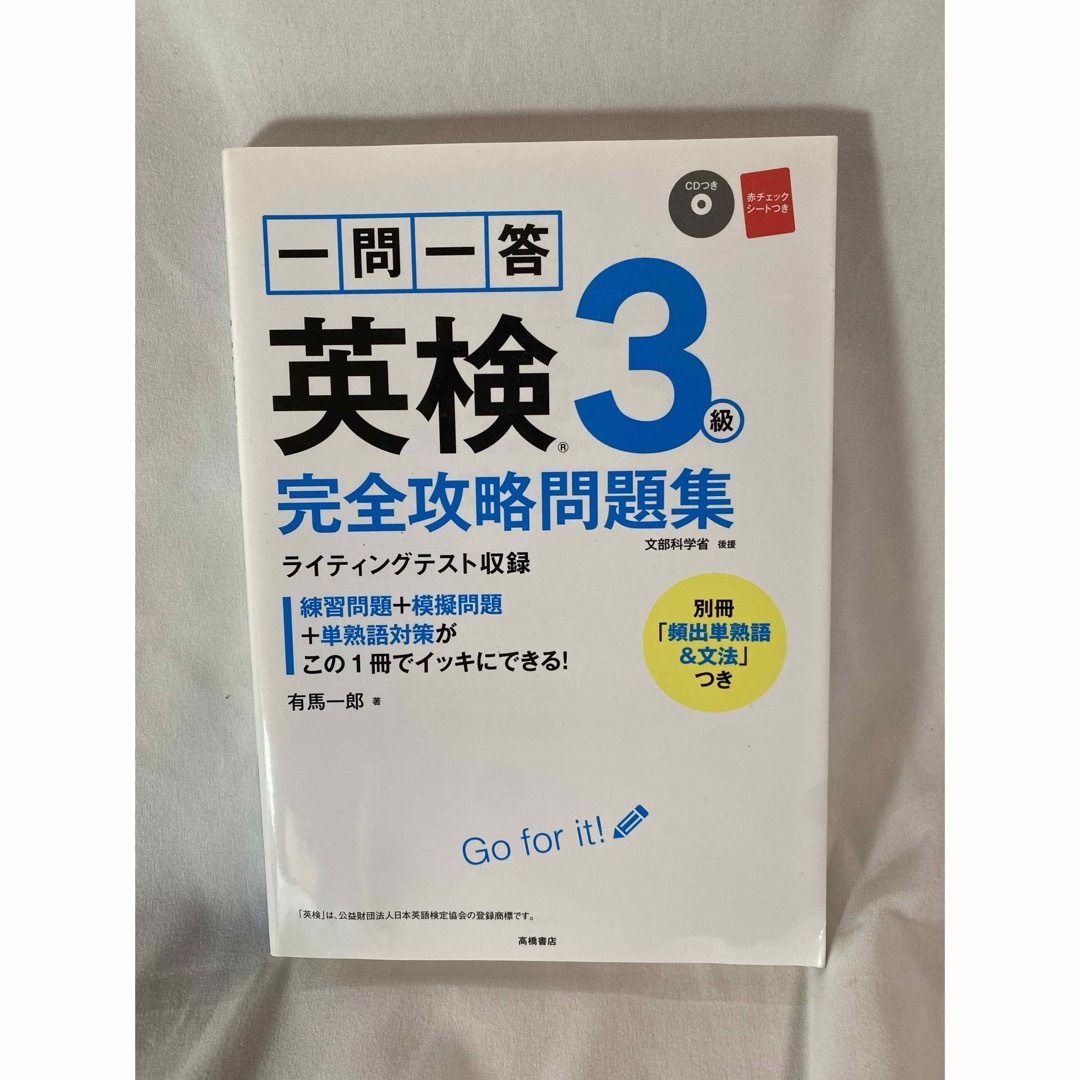 CDつき
赤チェック
シートつき
一問一答
英検®3級
完全攻略問題集
文部科学省 後援
ライティングテスト収録
練習問題+模擬問題
+単熟語対策が
この1冊でイッキにできる!
別冊
「頻出単熟語
&文法」
つき
有馬一郎 著
Go for it!
「英検」は、公益財団法人日本英語検定協会の登録商標です。
高橋書店